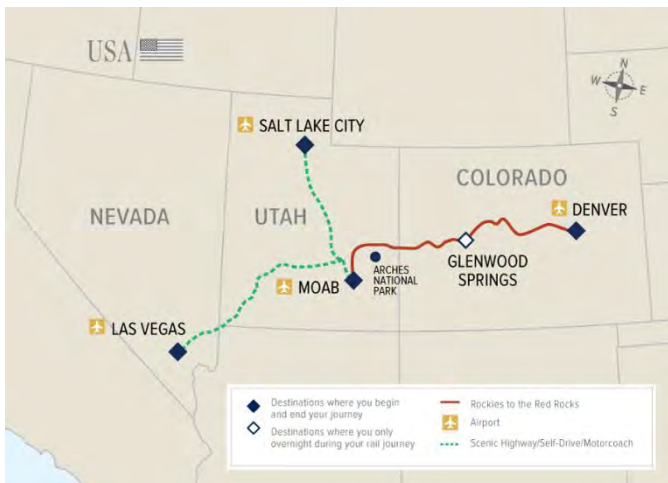 USA
N
W
E
S
SALT LAKE CITY
COLORADO
NEVADA
UTAH
DENVER
GLENWOOD
SPRINGS
ARCHES
NATIONAL
PARK
MOAB
LAS VEGAS
Destinations where you begin
and end your journey
Destinations where you only
overnight during your rail journey
Rockies to the Red Rocks
Airport
Scenic Highway/Self-Drive/Motorcoach